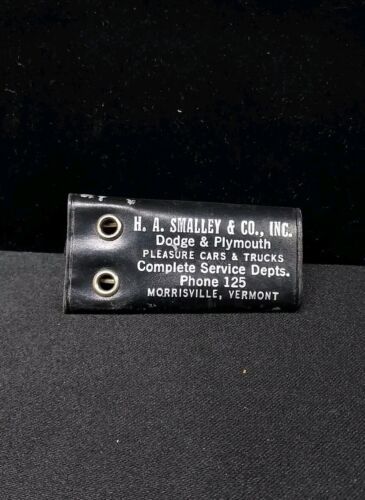 H. A. SMALLEY & CO., INC.
Dodge & Plymouth
PLEASURE CARS & TRUCKS
Complete Service Depts.
Phone 125
MORRISVILLE, VERMONT